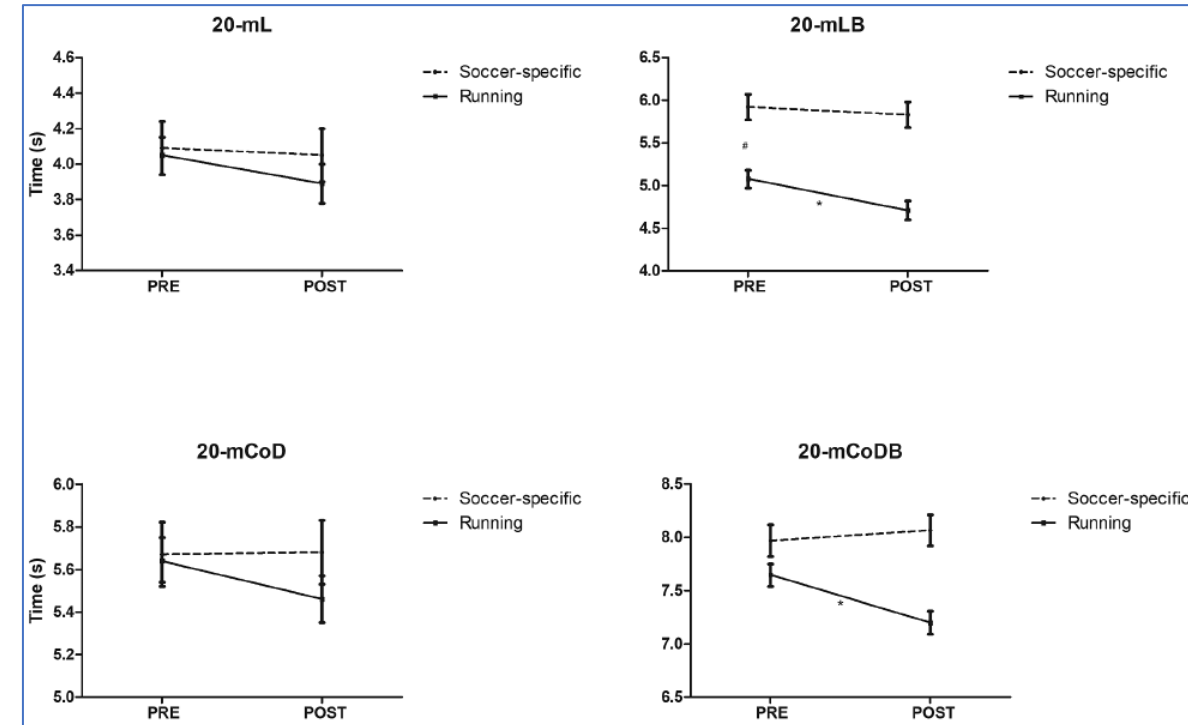 20-mL
4.6
4.4
4.2
4.0
3.8
3.6
3.4
Time (s)
PRE
POST
Soccer-specific
Running
20-mLB
6.5
6.0
5.5
5.0
4.5
4.0
#
*
PRE
POST
Soccer-specific
Running
20-mCoD
6.0
5.8
5.6
5.4
5.2
5.0
Time (s)
PRE
POST
Soccer-specific
Running
20-mCoDB
8.5
8.0
7.5
7.0
6.5
*
PRE
POST
Soccer-specific
Running